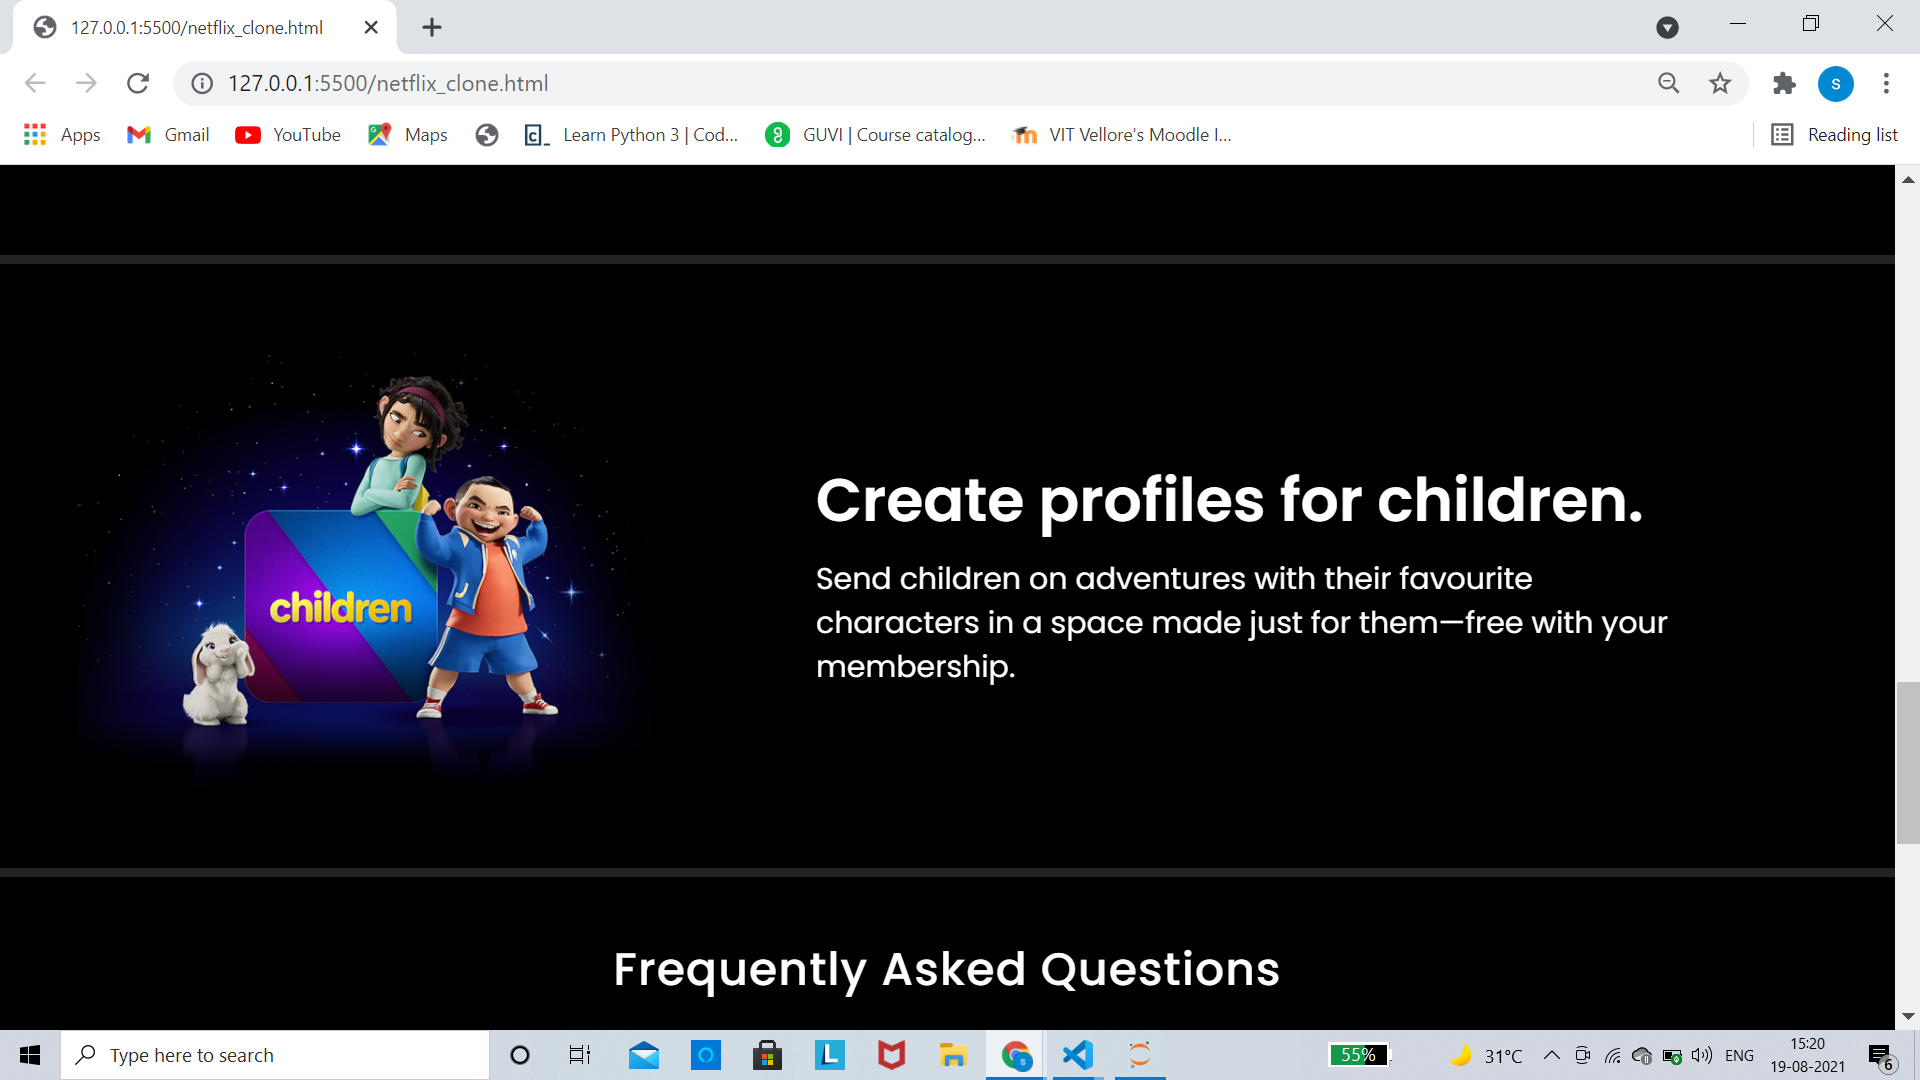 127.0.0.1:5500/netflix_clone.html
127.0.0.1:5500/netflix_clone.html
S
Apps
Gmail
YouTube
Maps
Learn Python 3 | Cod...
GUVI | Course catalog...
VIT Vellore's Moodle I...
Reading list
children
Create profiles for children.
Send children on adventures with their favourite
characters in a space made just for them—free with your
membership.
Frequently Asked Questions
Type here to search
L
S
55%
31°C
ENG
15:20
19-08-2021
6